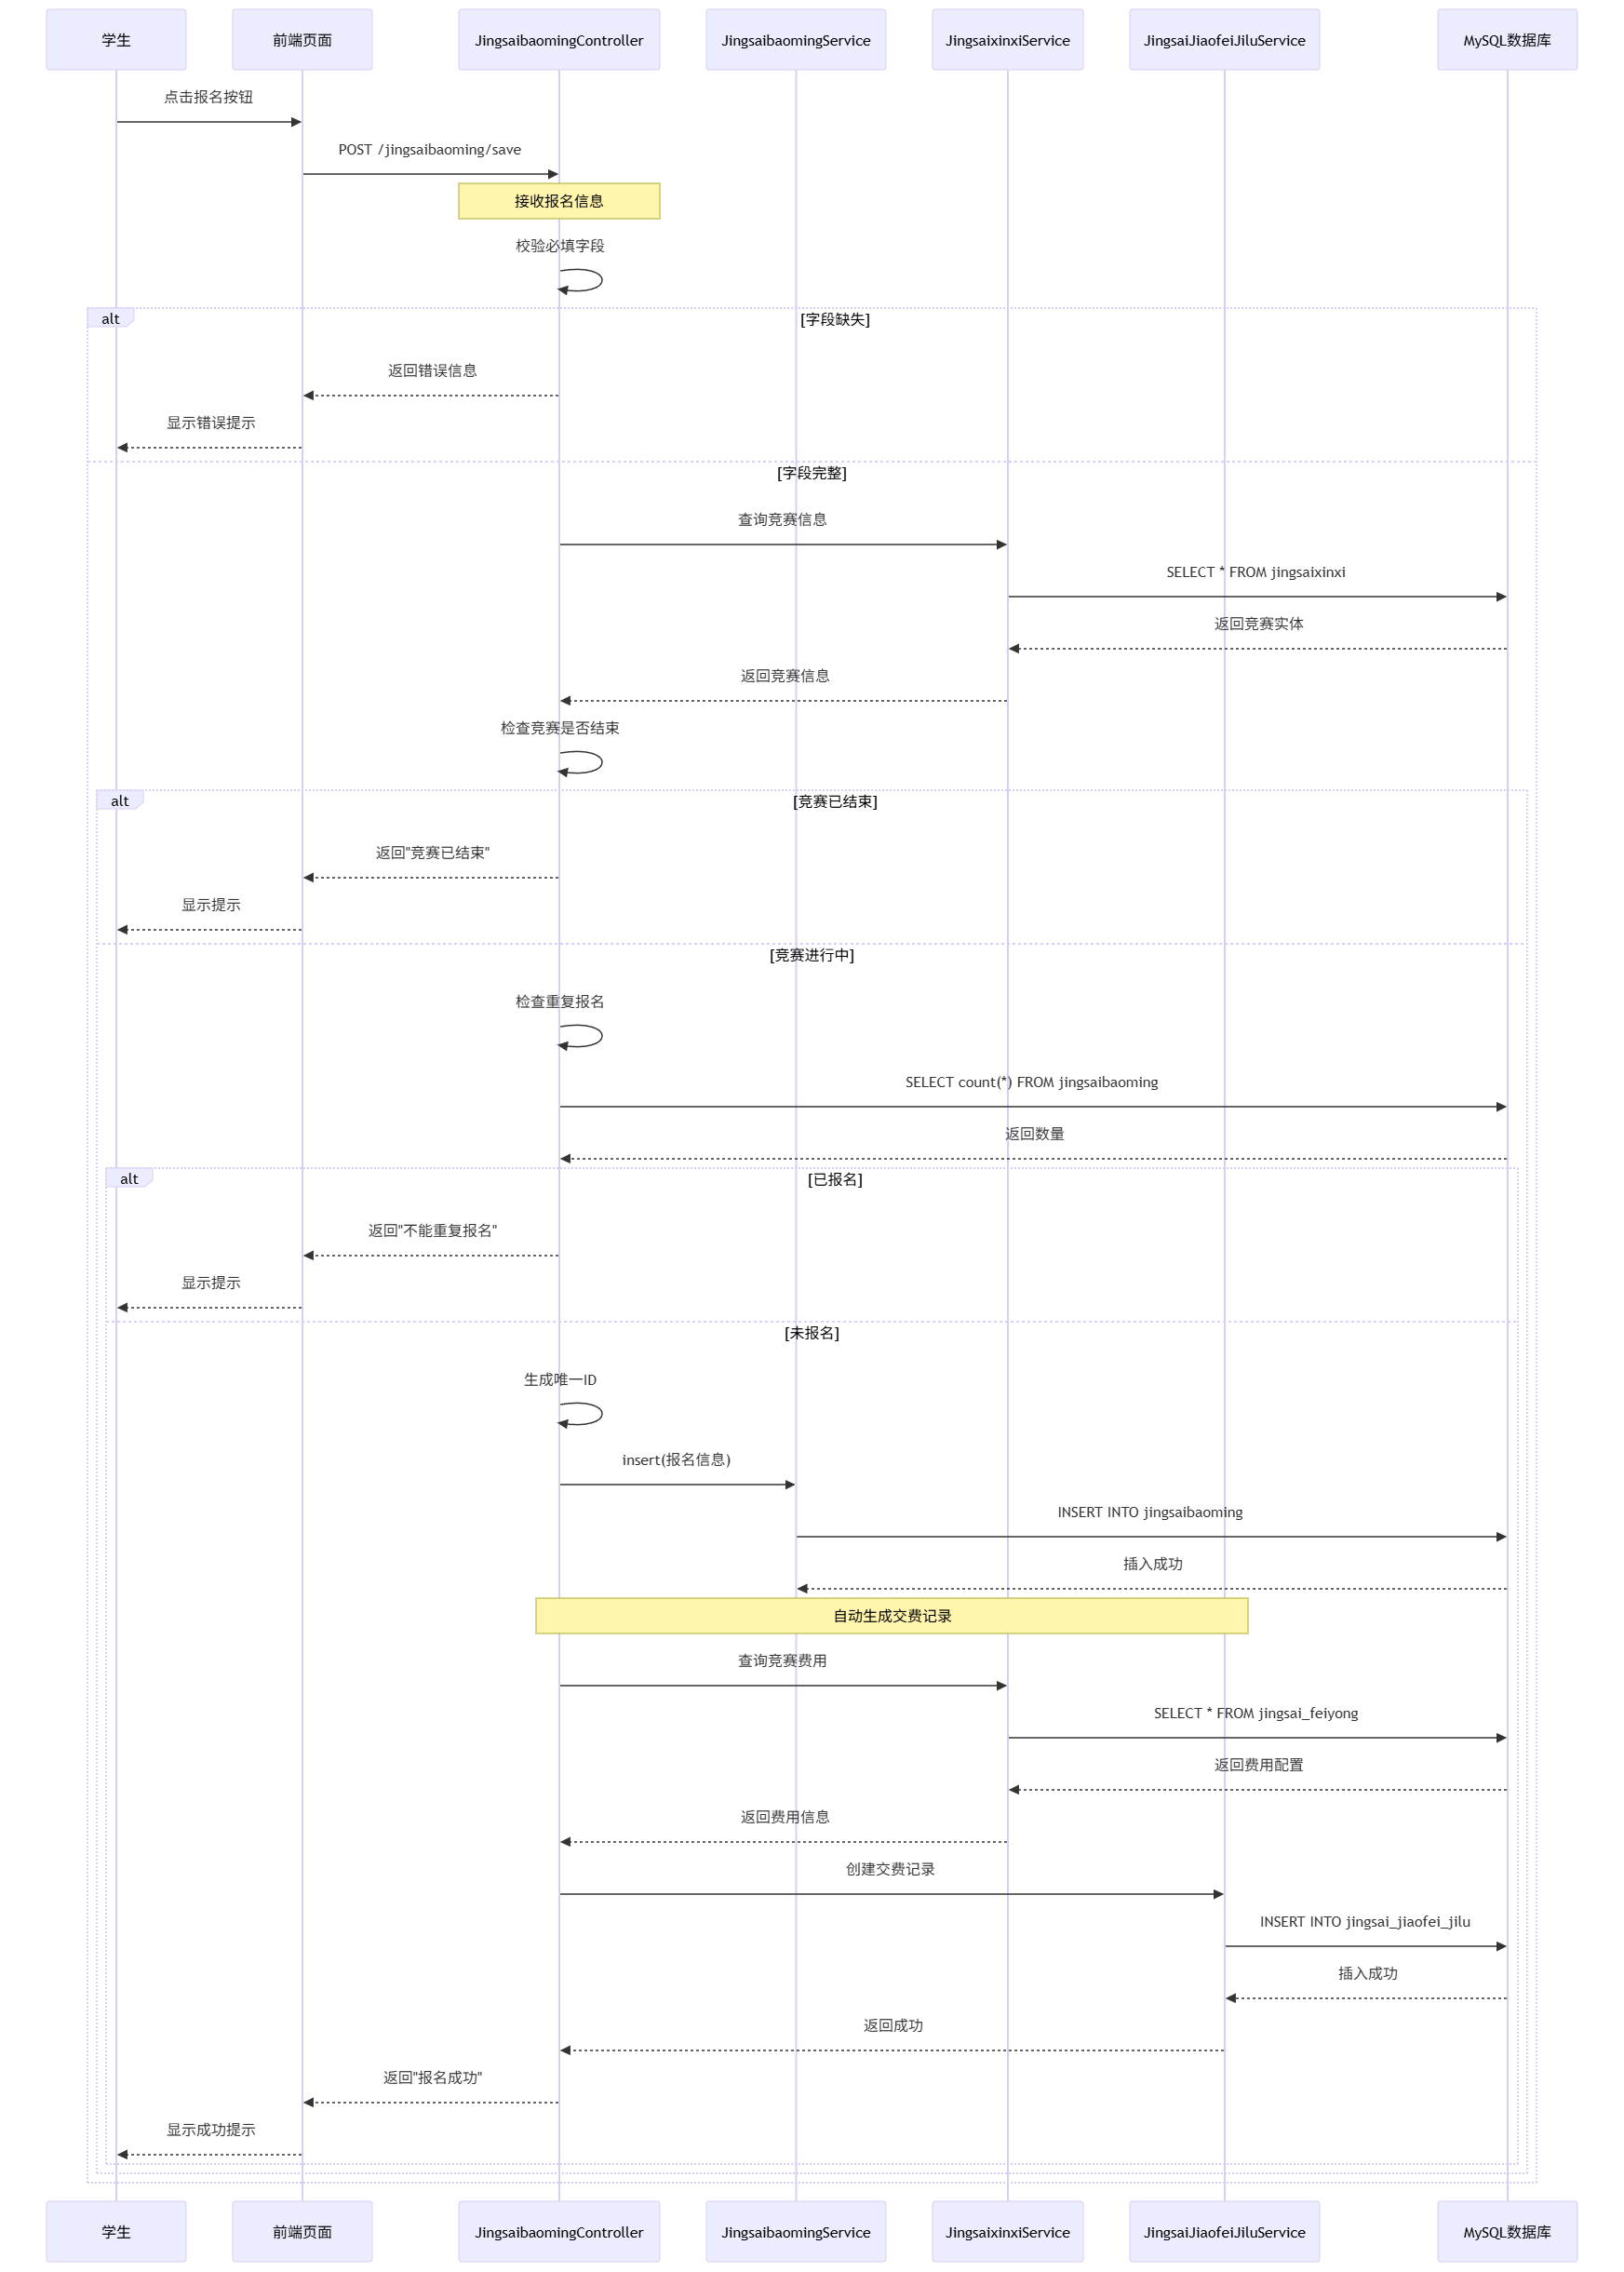 学生
前端页面
JingsaibaomingController
JingsaibaomingService
JingsaixinxiService
JingsaiJiaofeiJiluService
MySQL数据库
点击报名按钮
POST /jingsaibaoming/save
接收报名信息
校验必填字段
alt
[字段缺失]
返回错误信息
显示错误提示
[字段完整]
查询竞赛信息
SELECT * FROM jingsaixinxi
返回竞赛实体
返回竞赛信息
检查竞赛是否结束
alt
[竞赛已结束]
返回"竞赛已结束"
显示提示
[竞赛进行中]
检查重复报名
SELECT count(*) FROM jingsaibaoming
返回数量
alt
[已报名]
返回"不能重复报名"
显示提示
[未报名]
生成唯一ID
insert(报名信息)
INSERT INTO jingsaibaoming
插入成功
自动生成交费记录
查询竞赛费用
SELECT * FROM jingsai_feiyong
返回费用配置
返回费用信息
创建交费记录
INSERT INTO jingsai_jiaofei_jilu
插入成功
返回成功
返回"报名成功"
显示成功提示
学生
前端页面
JingsaibaomingController
JingsaibaomingService
JingsaixinxiService
JingsaiJiaofeiJiluService
MySQL数据库